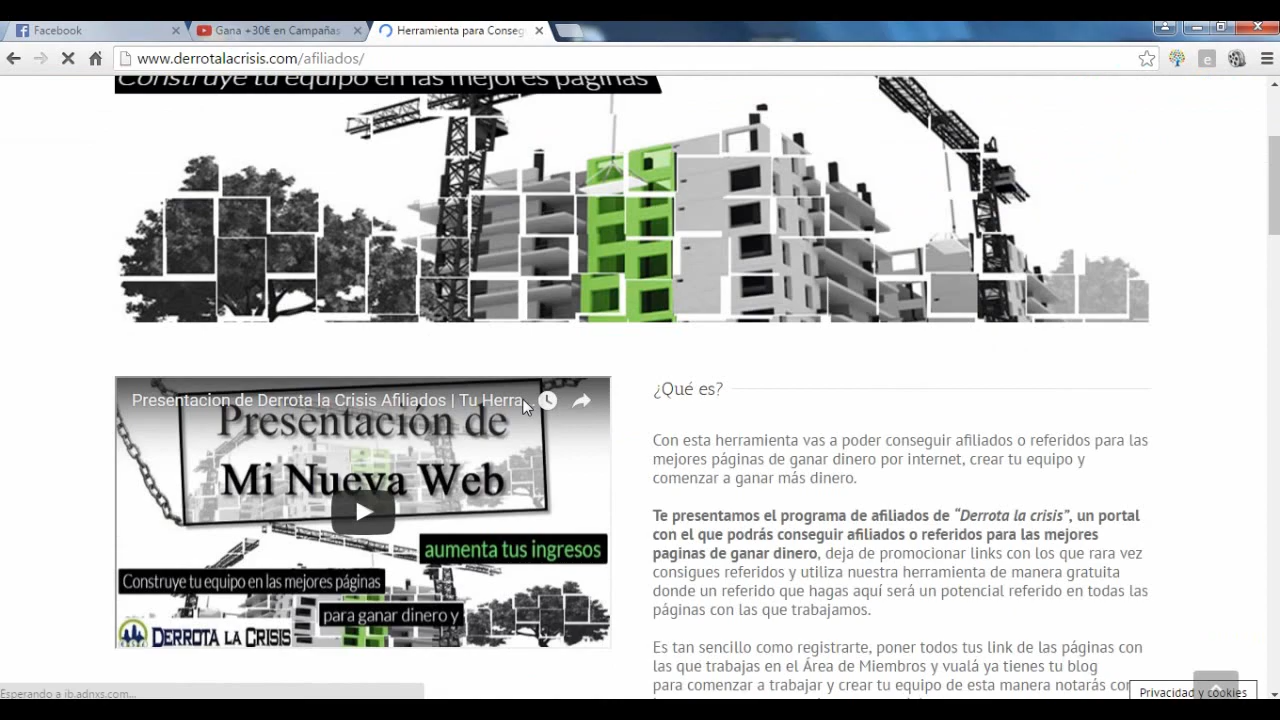 Facebook
Gana +30€ en Campañas
Herramienta para Conseg
www.derrotalacrisis.com/afiliados/
e
Construye tu equipo en las mejores páginas
Presentacion de Derrota la Crisis Afiliados | Tu Herra...
Presentación de
Mi Nueva Web
aumenta tus ingresos
Construye tu equipo en las mejores páginas
para ganar dinero y
DERROTA LA CRISIS
¿Qué es?
Con esta herramienta vas a poder conseguir afiliados o referidos para las
mejores páginas de ganar dinero por internet, crear tu equipo y
comenzar a ganar más dinero.
Te presentamos el programa de afiliados de “Derrota la crisis”, un portal
con el que podrás conseguir afiliados o referidos para las mejores
paginas de ganar dinero, deja de promocionar links con los que rara vez
consigues referidos y utiliza nuestra herramienta de manera gratuita
donde un referido que hagas aquí será un potencial referido en todas las
páginas con las que trabajamos.
Es tan sencillo como registrarte, poner todos tus link de las páginas con
las que trabajas en el Área de Miembros y vualá ya tienes tu blog
para comenzar a trabajar y crear tu equipo de esta manera notarás
Privacidad y cookies
Esperando a ib.adnxs.com...